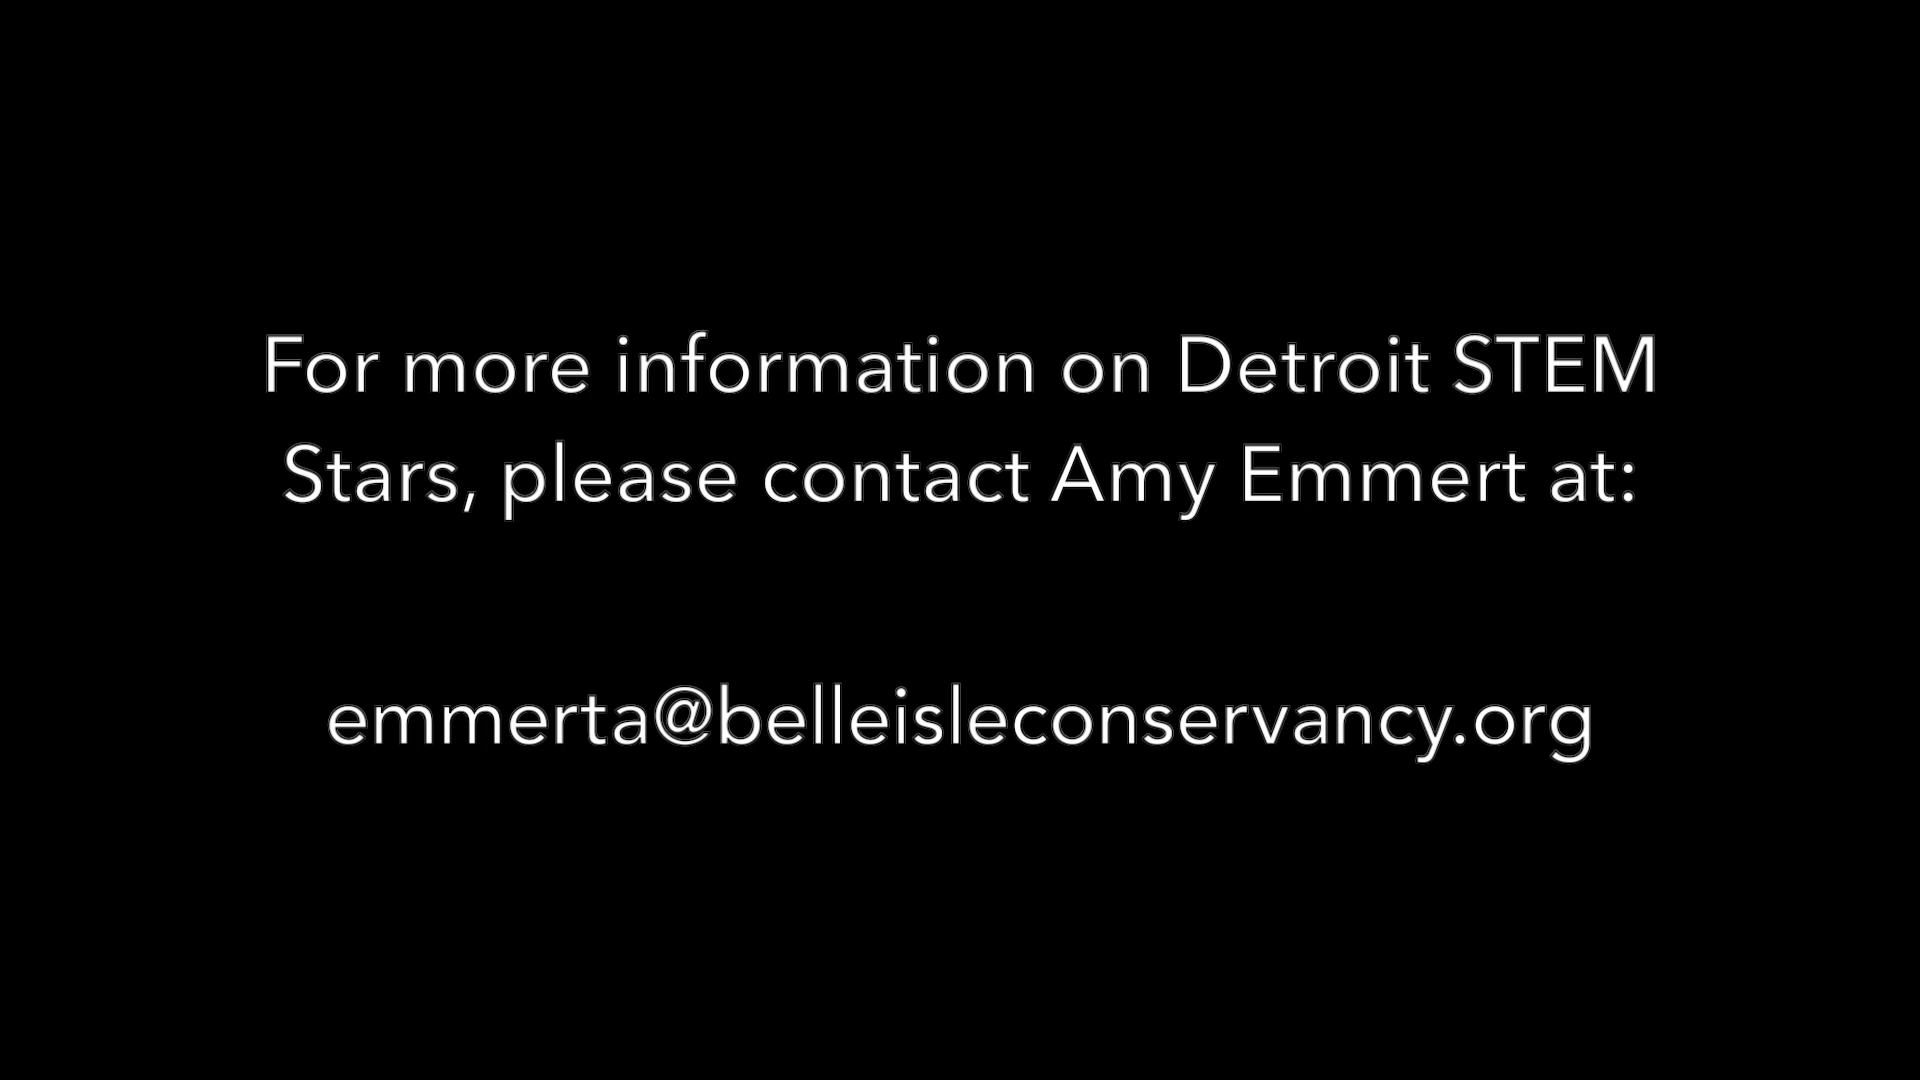 For more information on Detroit STEM
Stars, please contact Amy Emmert at:
emmerta@belleisleconservancy.org